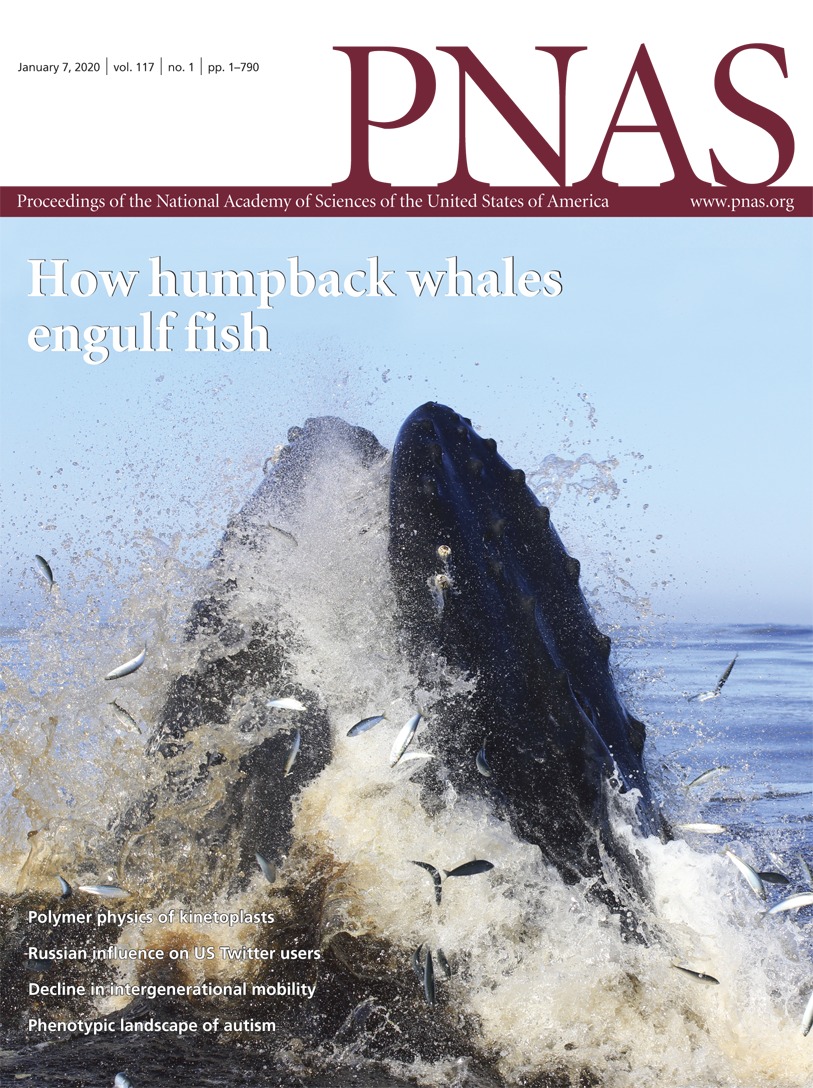 January 7, 2020 | vol. 117 | no. 1 | pp. 1–790
PNAS
Proceedings of the National Academy of Sciences of the United States of America www.pnas.org
How humpback whales
engulf fish
Polymer physics of kinetoplasts
Russian influence on US Twitter users
Decline in intergenerational mobility
Phenotypic landscape of autism